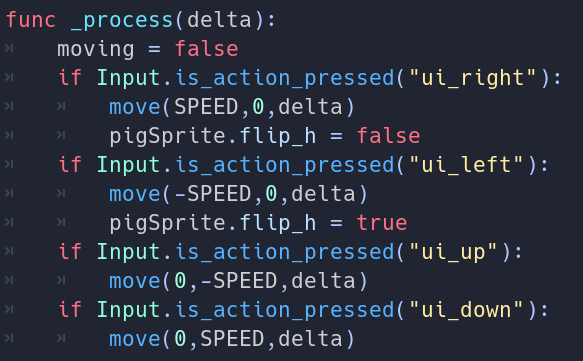 func _process(delta):
    moving = false
    if Input.is_action_pressed("ui_right"):
        move(SPEED,0,delta)
        pigSprite.flip_h = false
    if Input.is_action_pressed("ui_left"):
        move(-SPEED,0,delta)
        pigSprite.flip_h = true
    if Input.is_action_pressed("ui_up"):
        move(0,-SPEED,delta)
    if Input.is_action_pressed("ui_down"):
        move(0,SPEED,delta)